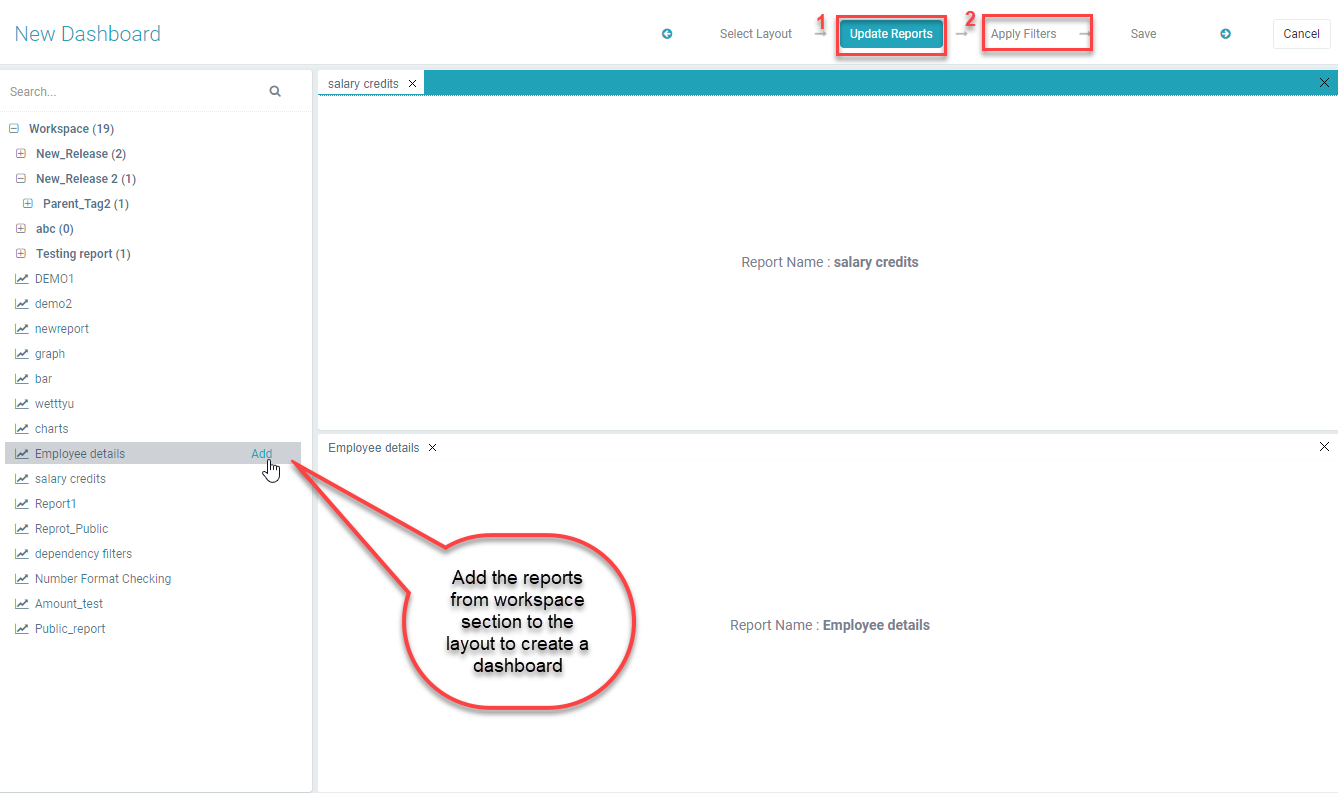 New Dashboard
Select Layout
1
Update Reports
2
Apply Filters
Save
Cancel
Search...
Workspace (19)
New_Release (2)
New_Release 2 (1)
Parent_Tag2 (1)
abc (0)
Testing report (1)
DEMO1
demo2
newreport
graph
bar
wetttyu
charts
Employee details Add
salary credits
Report1
Reprot_Public
dependency filters
Number Format Checking
Amount_test
Public_report
salary credits
Report Name : salary credits
Employee details
Report Name : Employee details
Add the reports
from workspace
section to the
layout to create a
dashboard